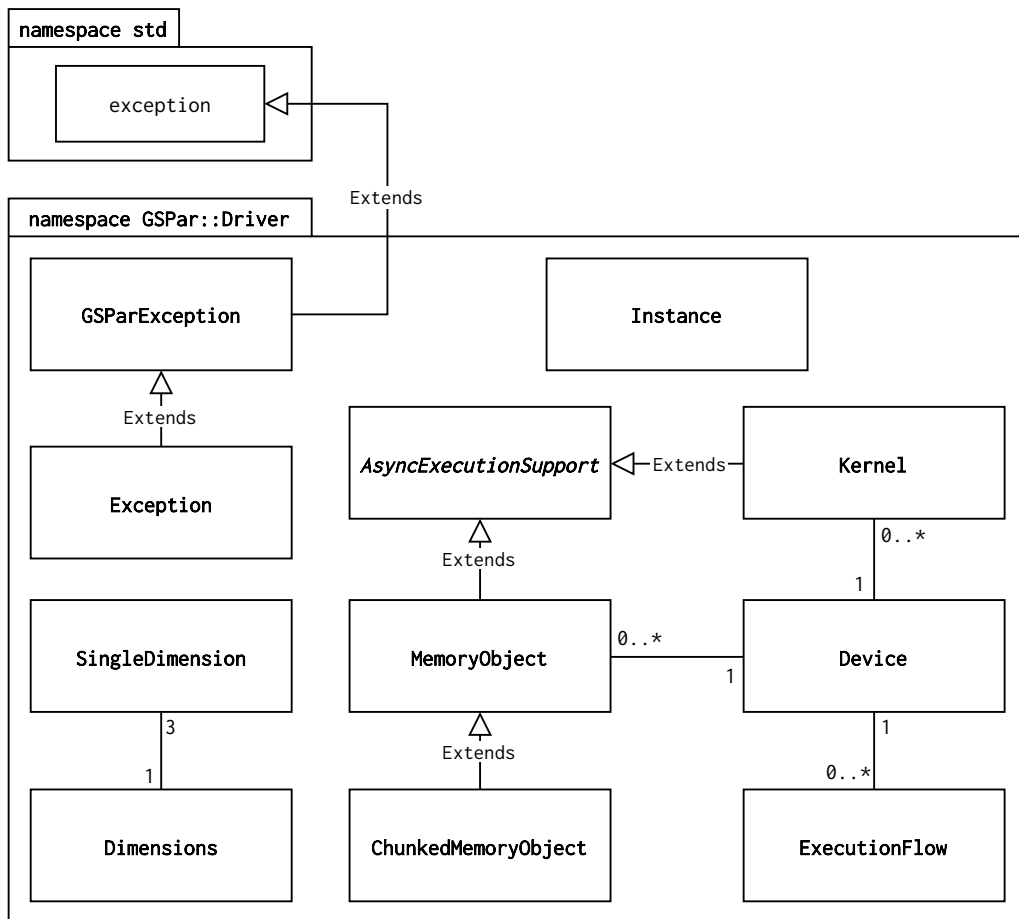 namespace std
exception
Extends
namespace GSPar::Driver
GSParException
Instance
Extends
AsyncExecutionSupport
Extends
Kernel
Exception
0..*
Extends
1
SingleDimension
MemoryObject
0..*
1
Device
3
Extends
1
1
0..*
Dimensions
ChunkedMemoryObject
ExecutionFlow